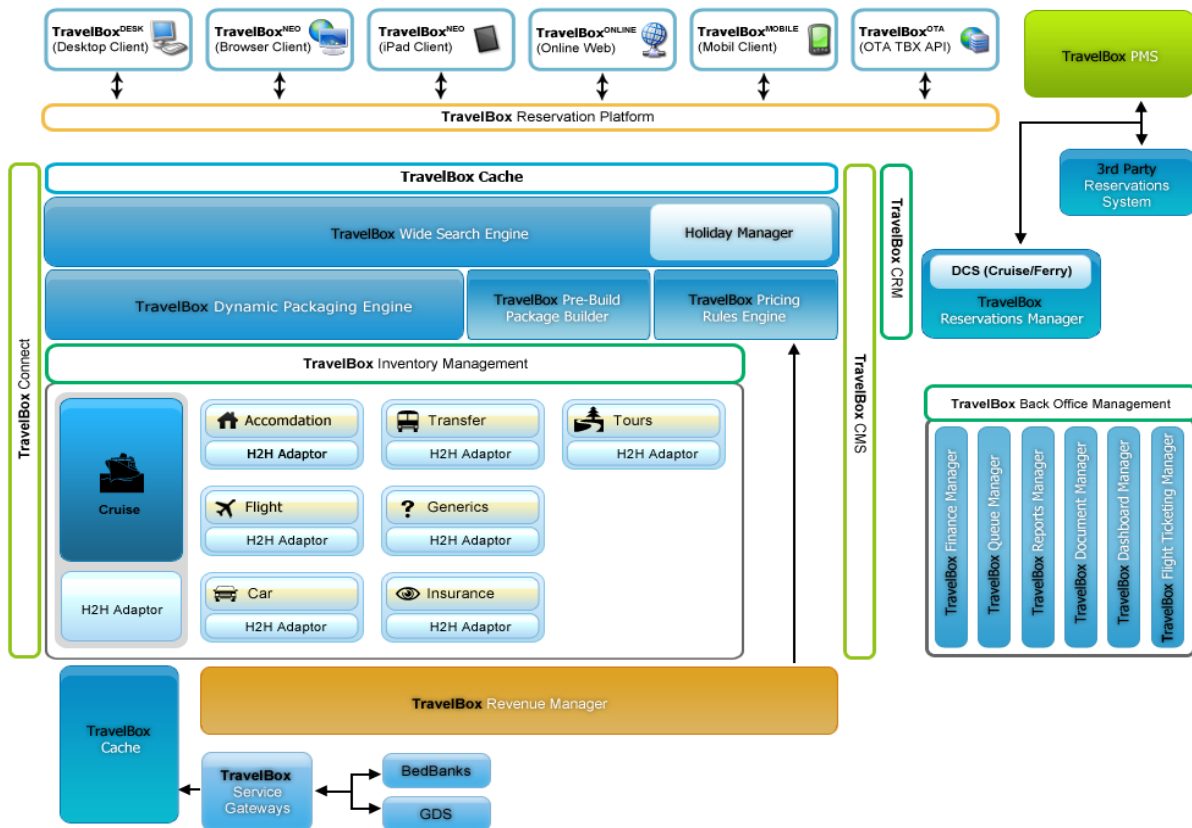 TravelBoxDESK
(Desktop Client)
TravelBoxNEO
(Browser Client)
TravelBoxNEO
(iPad Client)
TravelBoxONLINE
(Online Web)
TravelBoxMOBILE
(Mobil Client)
TravelBoxOTA
(OTA TBX API)
TravelBox PMS
TravelBox Reservation Platform
3rd Party
Reservations
System
TravelBox Connect
TravelBox Cache
TravelBox Wide Search Engine
Holiday Manager
TravelBox Dynamic Packaging Engine
TravelBox Pre-Build
Package Builder
TravelBox Pricing
Rules Engine
TravelBox CMS
TravelBox CRM
DCS (Cruise/Ferry)
TravelBox
Reservations Manager
TravelBox Inventory Management
Cruise
H2H Adaptor
Accomdation
H2H Adaptor
Transfer
H2H Adaptor
Tours
H2H Adaptor
Flight
H2H Adaptor
? Generics
H2H Adaptor
Car
H2H Adaptor
Insurance
H2H Adaptor
TravelBox Back Office Management
TravelBox Finance Manager
TravelBox Queue Manager
TravelBox Reports Manager
TravelBox Document Manager
TravelBox Dashboard Manager
TravelBox Flight Ticketing Manager
TravelBox Revenue Manager
TravelBox
Cache
TravelBox
Service
Gateways
BedBanks
GDS